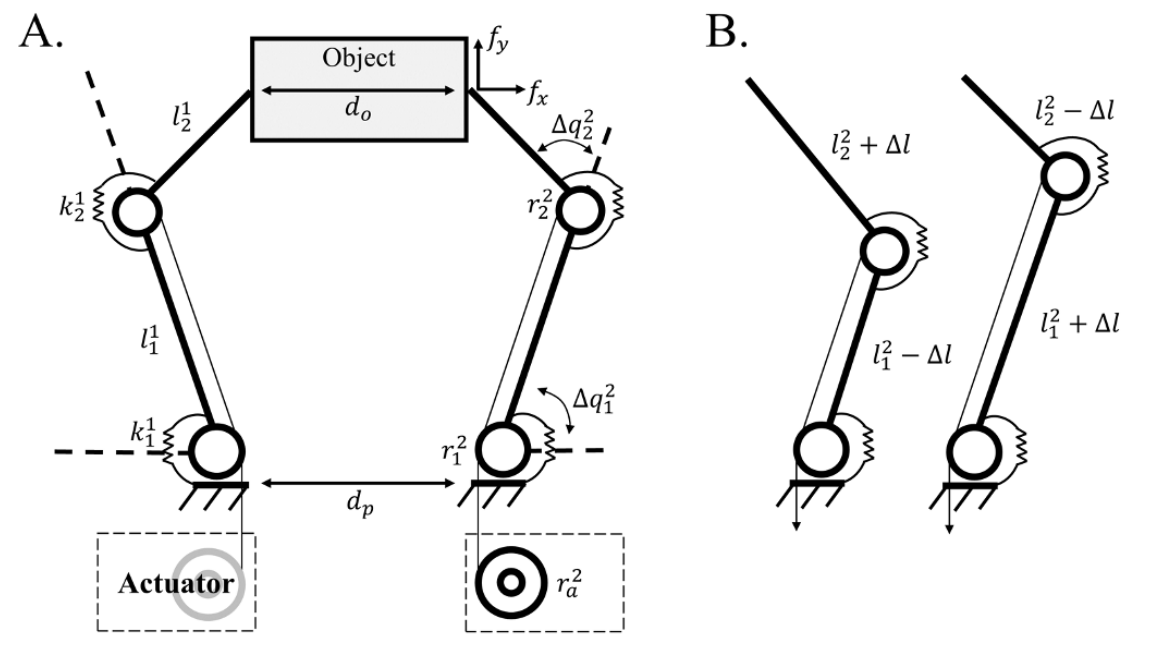 A.
B.
Object
d_o
f_y
f_x
l_2^1
Δq_2^2
l_2^2 + Δl
l_2^2 − Δl
k_2^1
r_2^2
l_1^1
l_1^2 − Δl
l_1^2 + Δl
Δq_1^2
k_1^1
r_1^2
d_p
Actuator
r_a^2